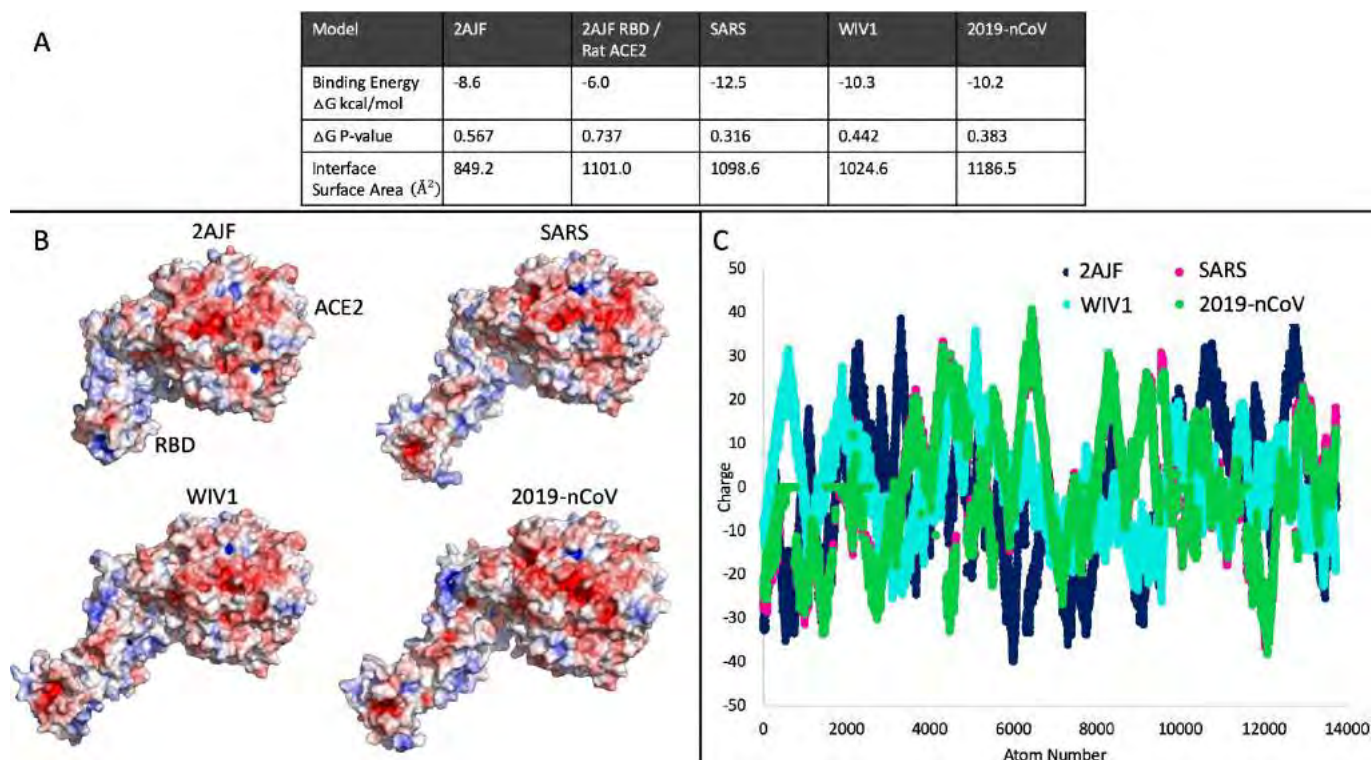 A
Model 2AJF 2AJF RBD / SARS WIV1 2019-nCoV
Rat ACE2
Binding Energy -8.6 -6.0 -12.5 -10.3 -10.2
△G kcal/mol
△G P-value 0.567 0.737 0.316 0.442 0.383
Interface 849.2 1101.0 1098.6 1024.6 1186.5
Surface Area (Å²)
B
2AJF SARS
ACE2
RBD
WIV1 2019-nCoV
C
50
40
30
20
10
0
-10
-20
-30
-40
-50
Charge
2AJF SARS
WIV1 2019-nCoV
0 2000 4000 6000 8000 10000 12000 14000
Atom Number